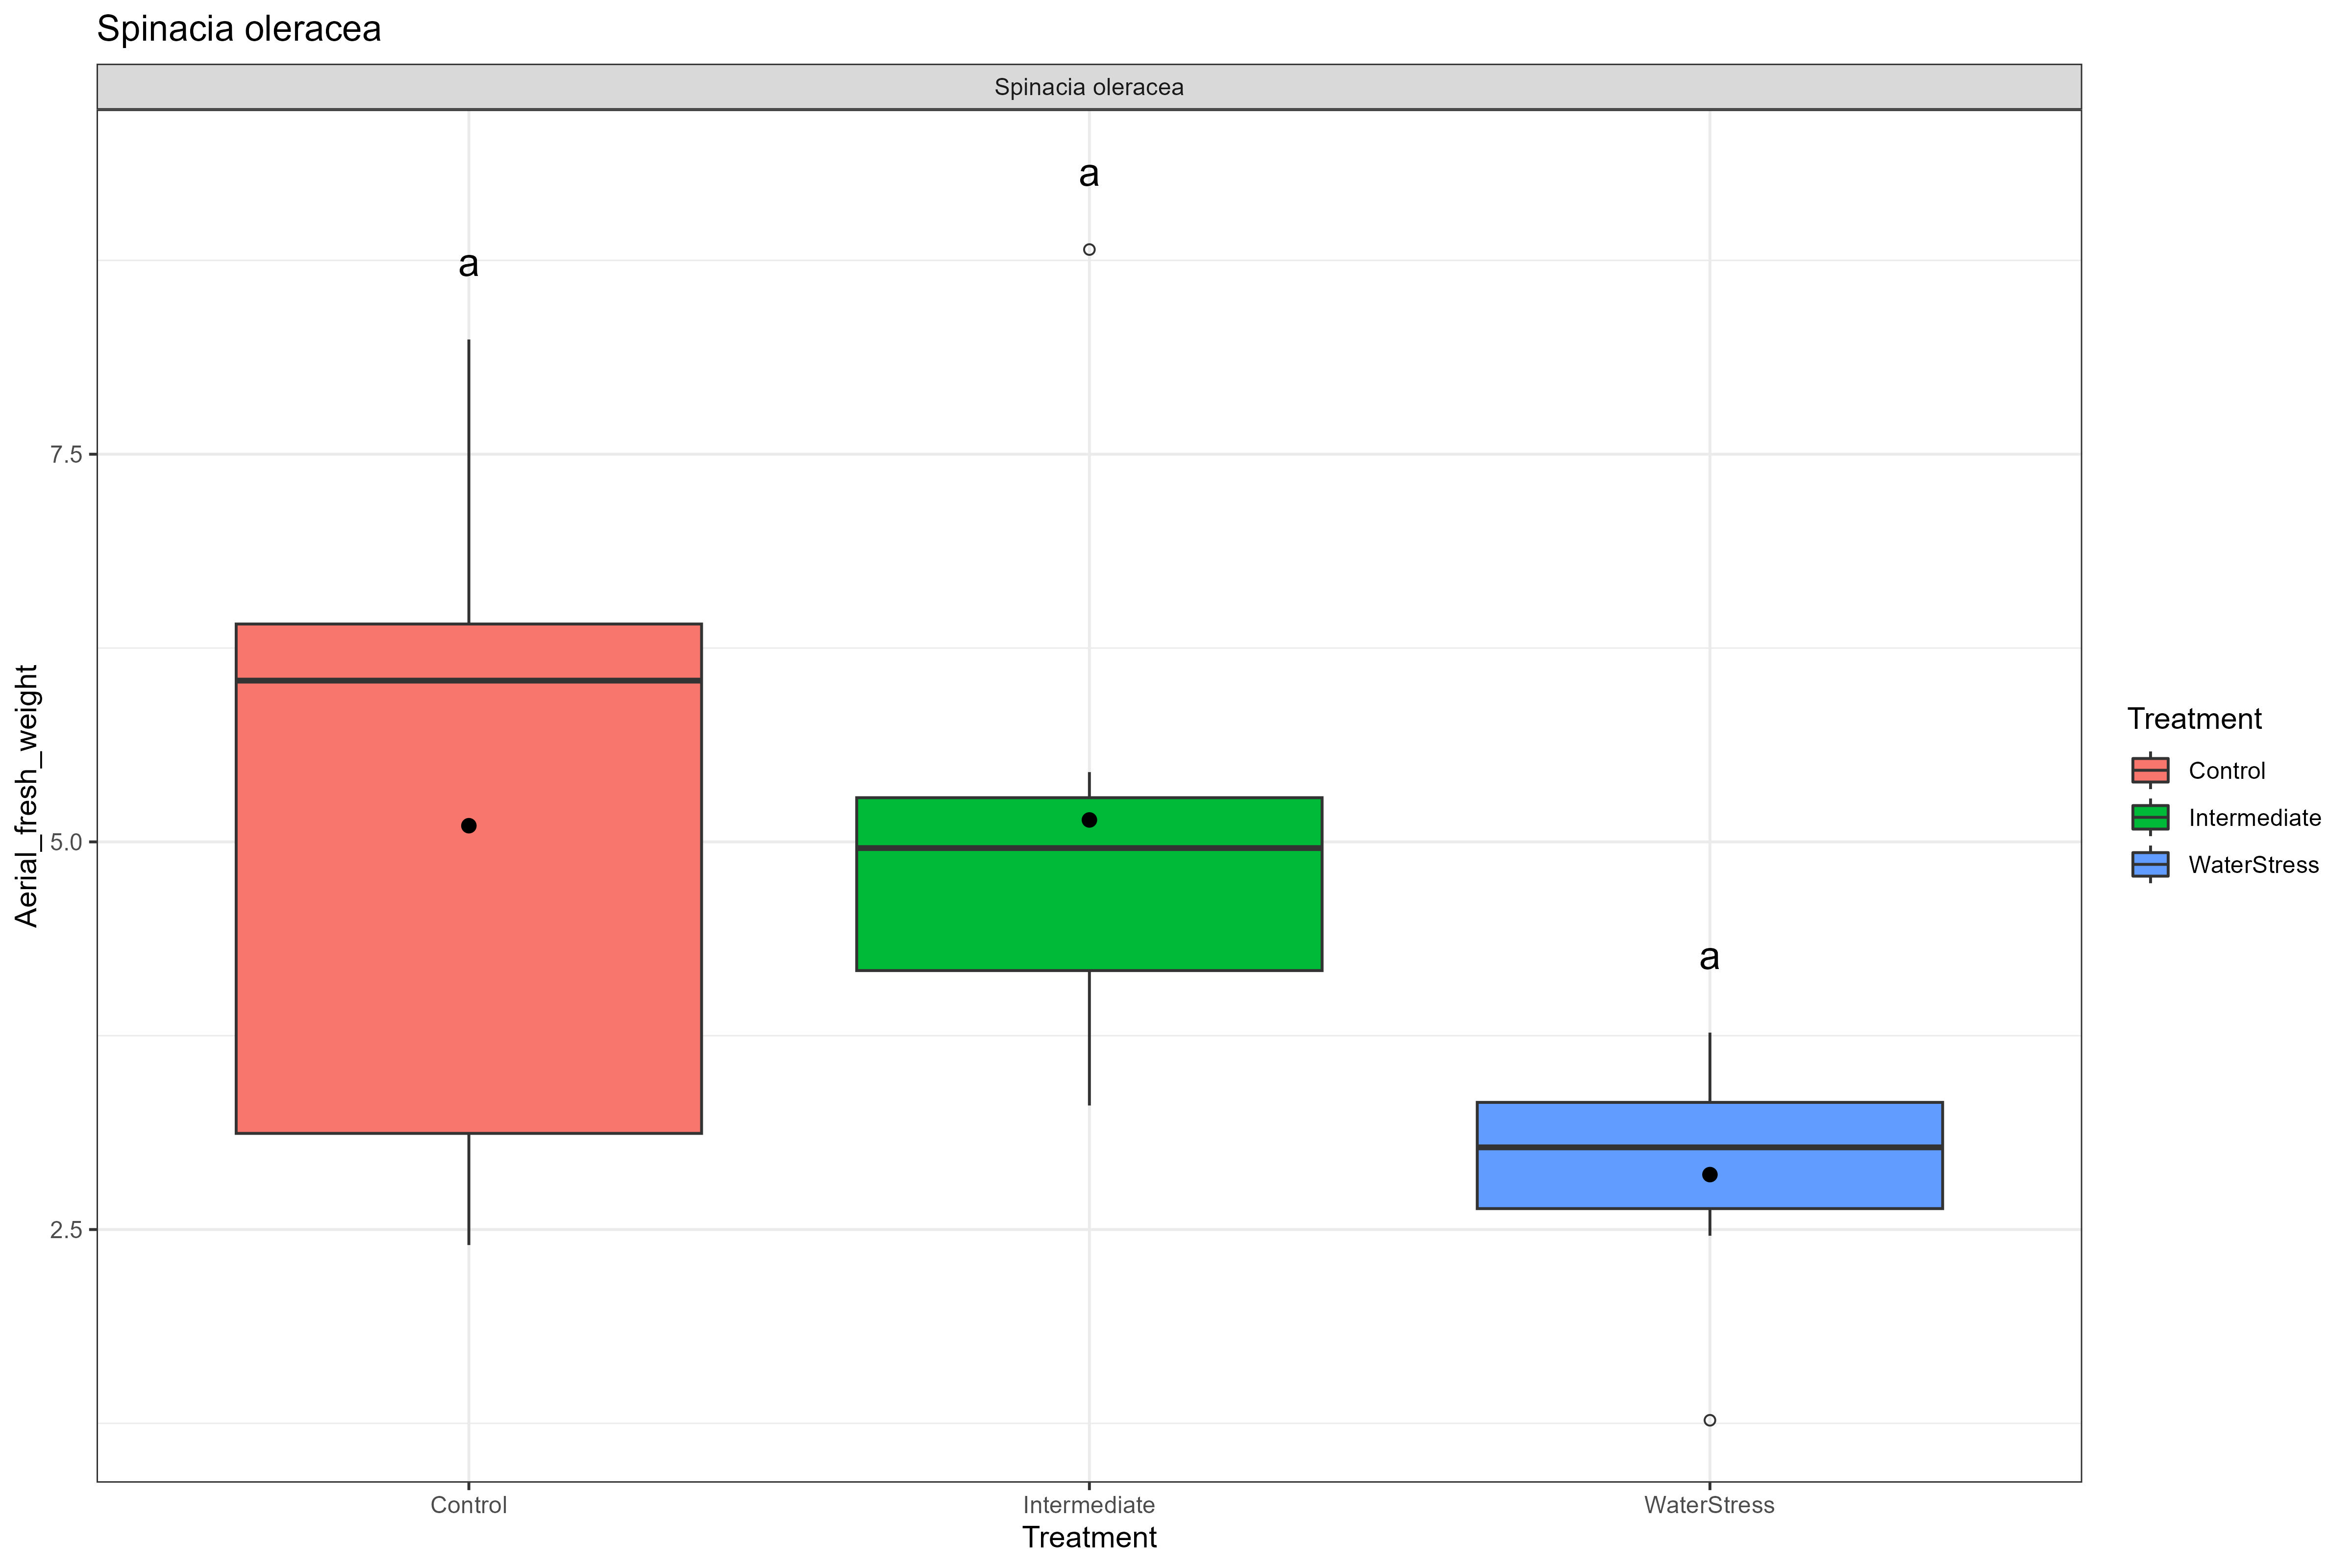 Spinacia oleracea
Spinacia oleracea
a
a
a
7.5
5.0
2.5
Aerial_fresh_weight
Control
Intermediate
WaterStress
Treatment
Treatment
Control
Intermediate
WaterStress